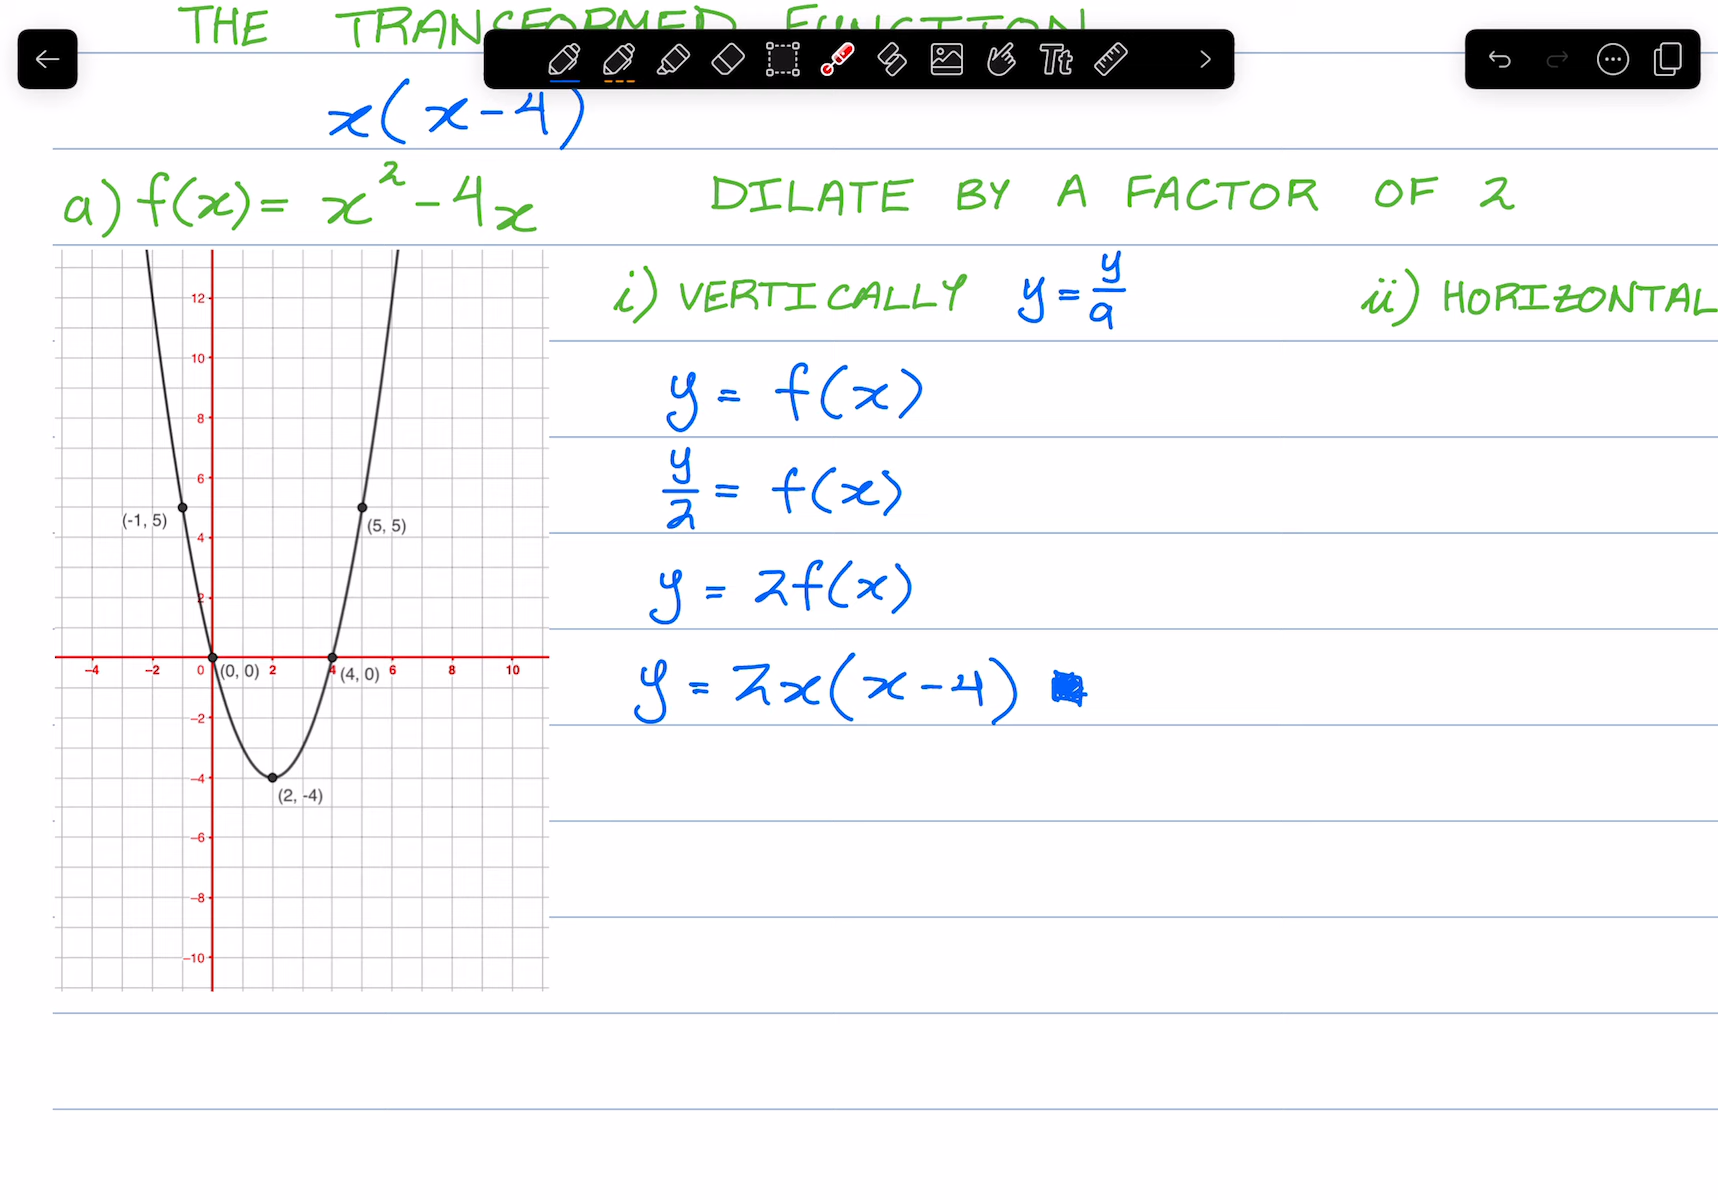 THE TRANSFORMED FUNCTION
Tt
x(x-4)
a) f(x) = x² - 4x
DILATE BY A FACTOR OF 2
i) VERTICALLY y = y/a
ii) HORIZONTAL
y = f(x)
y/2 = f(x)
y = 2f(x)
y = 2x(x-4)
12
10
8
6
(-1, 5)
(5, 5)
4
2
-4 -2 0 (0, 0) 2 4 (4, 0) 6 8 10
-2
-4
(2, -4)
-6
-8
-10